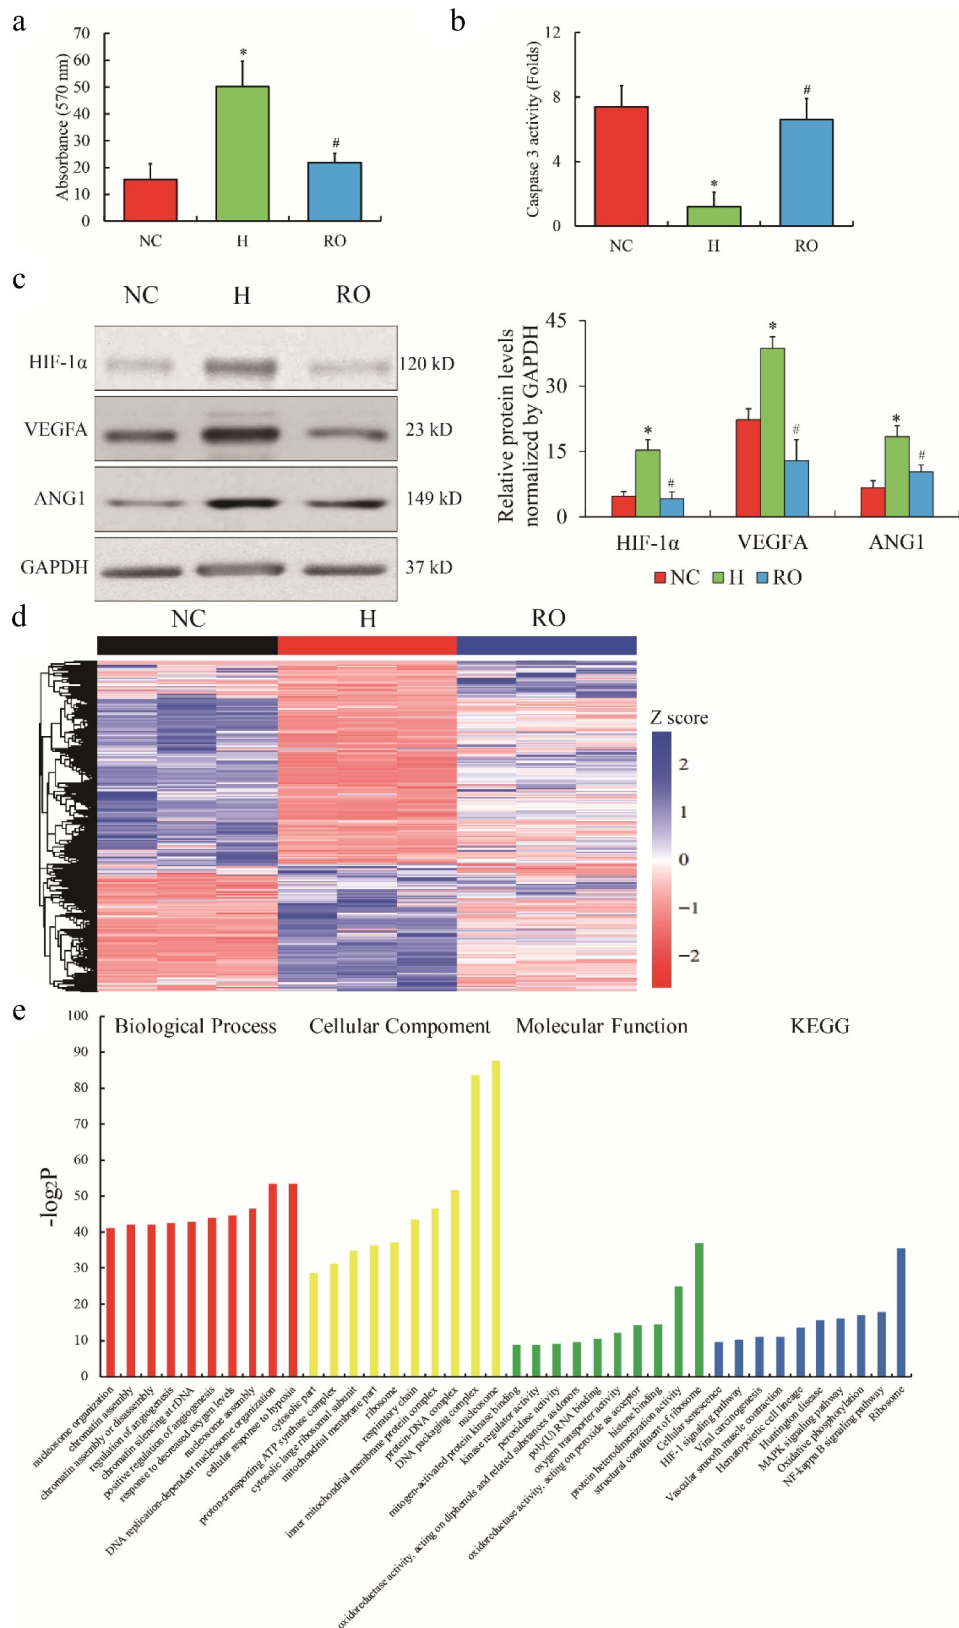 a
Absorbance (570 nm)
70
60
50
40
30
20
10
0
*
#
NC H RO
b
Caspase 3 activity (Folds)
12
8
4
0
*
#
NC H RO
c
NC H RO
HIF-1α 120 kD
VEGFA 23 kD
ANG1 149 kD
GAPDH 37 kD
Relative protein levels
normalized by GAPDH
45
30
15
0
* # * # * #
HIF-1α VEGFA ANG1
NC H RO
d
NC H RO
Z score
2
1
0
−1
−2
e
-log2P
100
90
80
70
60
50
40
30
20
10
0
Biological Process Cellular Compoment Molecular Function KEGG
nucleosome organization
chromatin assembly
chromatin assembly or disassembly
regulation of angiogenesis
chromatin silencing at rDNA
positive regulation of angiogenesis
response to decreased oxygen levels
nucleosome assembly
DNA replication-dependent nucleosome organization
cellular response to hypoxia
cytosolic part
proton-transporting ATP synthase complex
cytosolic large ribosomal subunit
mitochondrial membrane part
ribosome
respiratory chain
inner mitochondrial membrane protein complex
protein-DNA complex
DNA packaging complex
nucleosome
mitogen-activated protein kinase binding
kinase regulator activity
peroxidase activity
oxidoreductase activity, acting on diphenols and related substances as donors
poly(U) RNA binding
oxygen transporter activity
oxidoreductase activity, acting on peroxide as acceptor
histone binding
protein heterodimerization activity
structural constituent of ribosome
Cellular senescence
HIF-1 signaling pathway
Viral carcinogenesis
Vascular smooth muscle contraction
Hematopoietic cell lineage
Huntington disease
MAPK signaling pathway
Oxidative phosphorylation
NF-kappa B signaling pathway
Ribosome